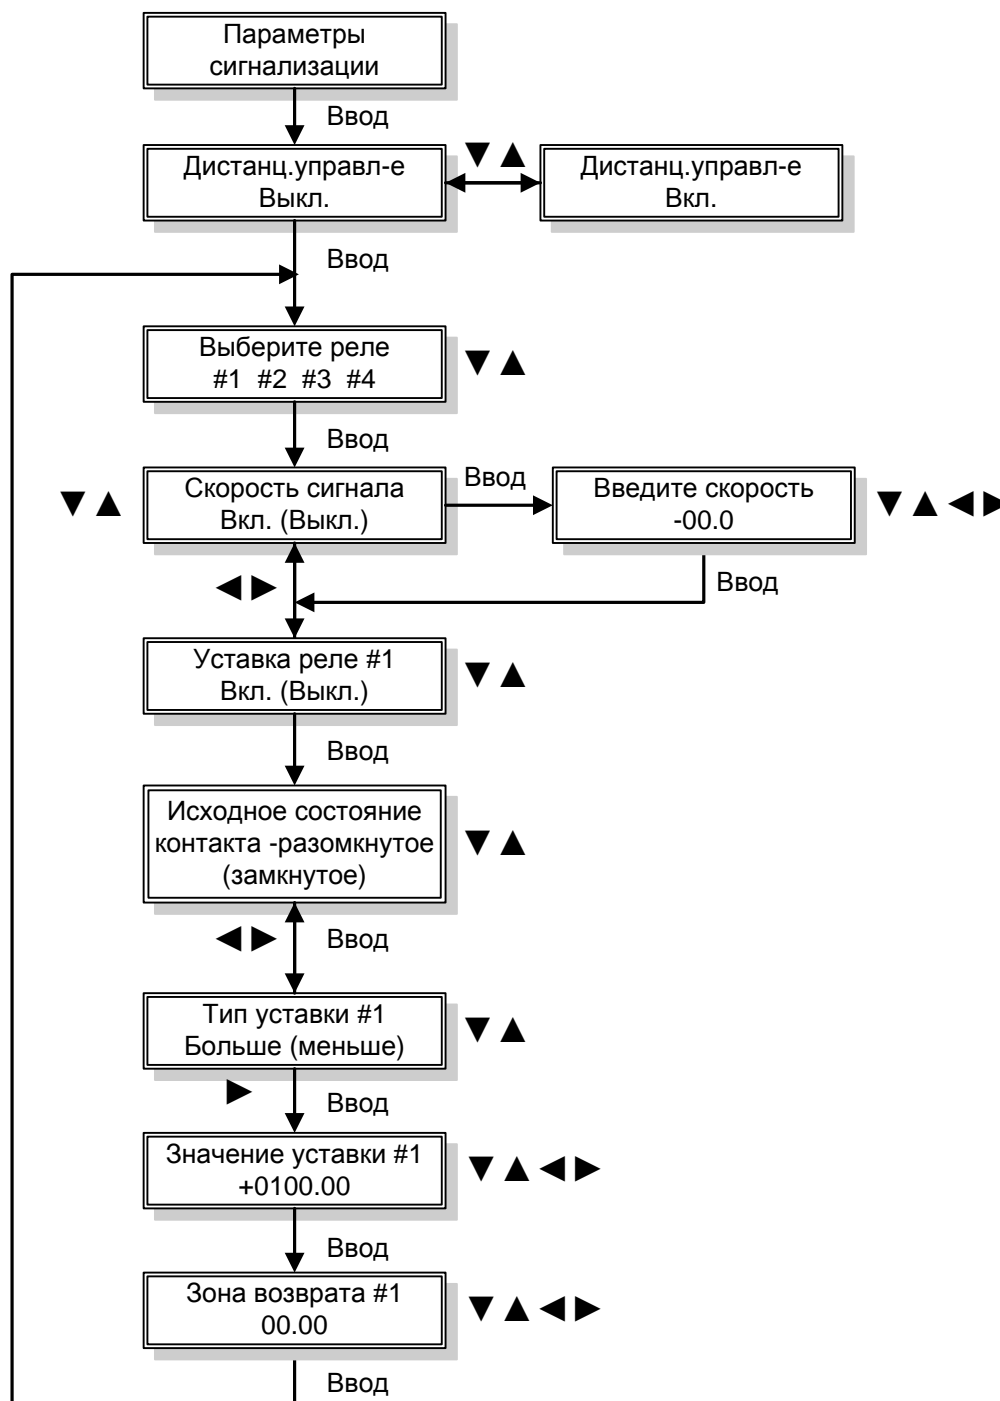 Параметры
сигнализации
Ввод
Дистанц.управл-е
Выкл.
Дистанц.управл-е
Вкл.
Ввод
Выберите реле
#1 #2 #3 #4
Ввод
Скорость сигнала
Вкл. (Выкл.)
Ввод
Введите скорость
-00.0
Ввод
Уставка реле #1
Вкл. (Выкл.)
Ввод
Исходное состояние
контакта -разомкнутое
(замкнутое)
Ввод
Тип уставки #1
Больше (меньше)
Ввод
Значение уставки #1
+0100.00
Ввод
Зона возврата #1
00.00
Ввод